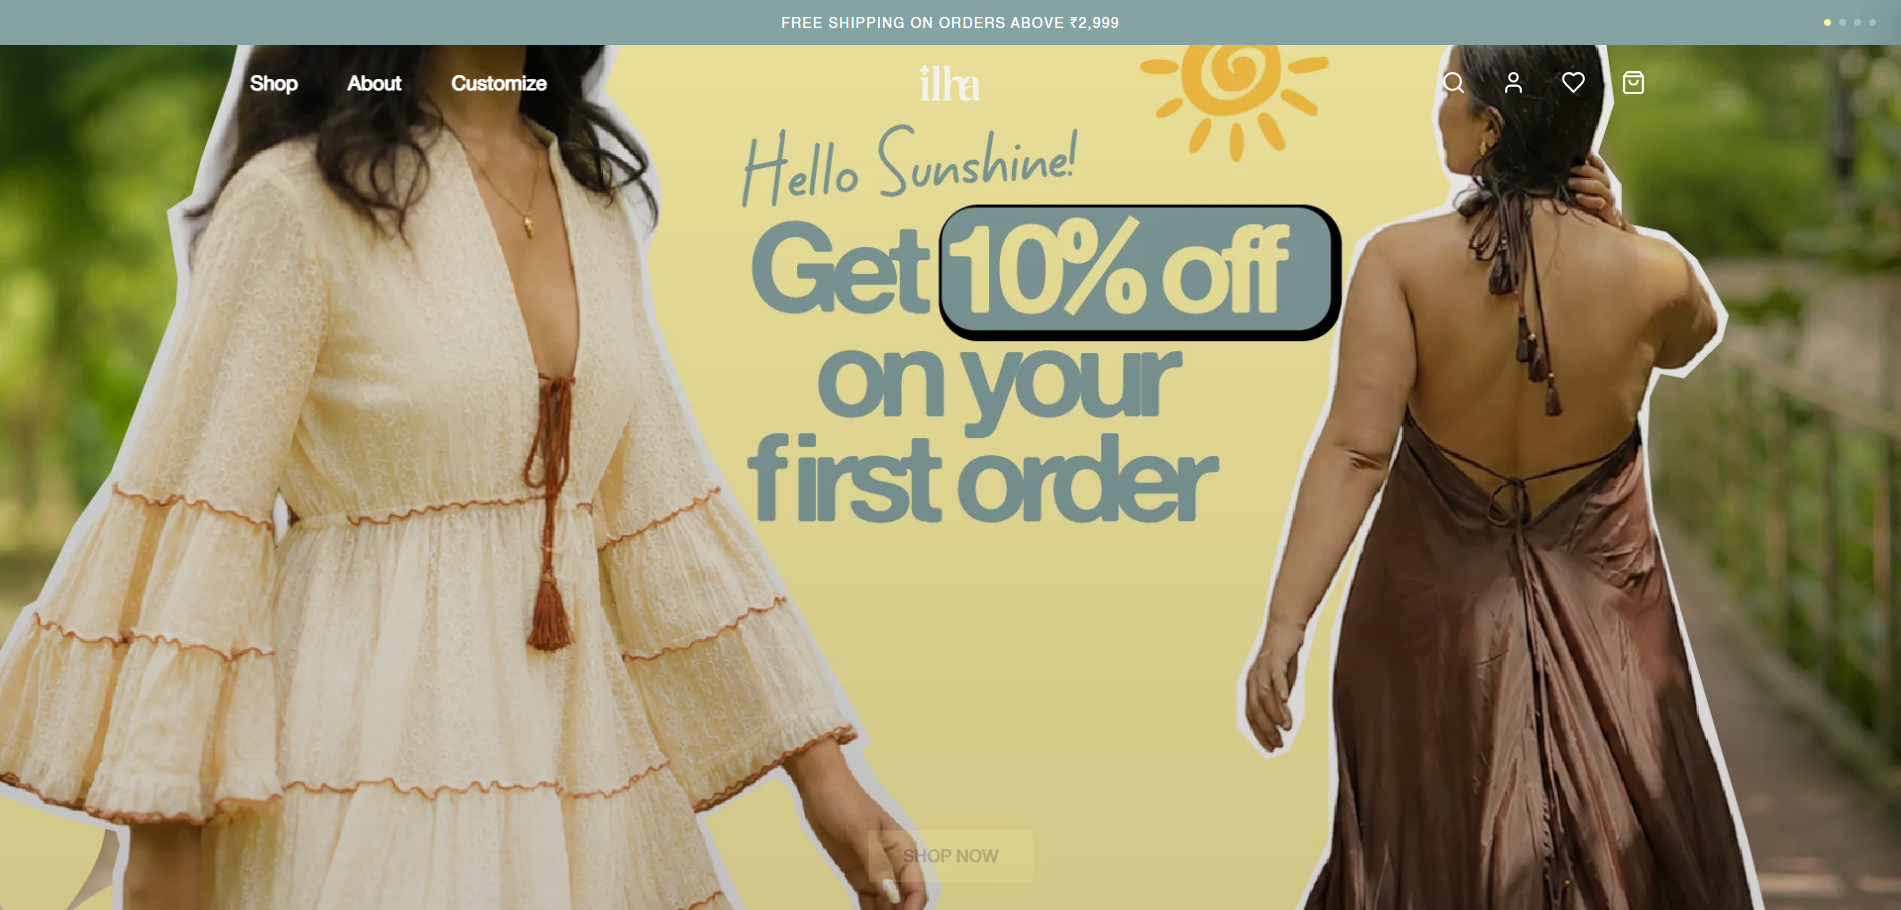 FREE SHIPPING ON ORDERS ABOVE ₹2,999
Shop About Customize
ilha
Hello Sunshine!
Get 10% off
on your
first order
SHOP NOW